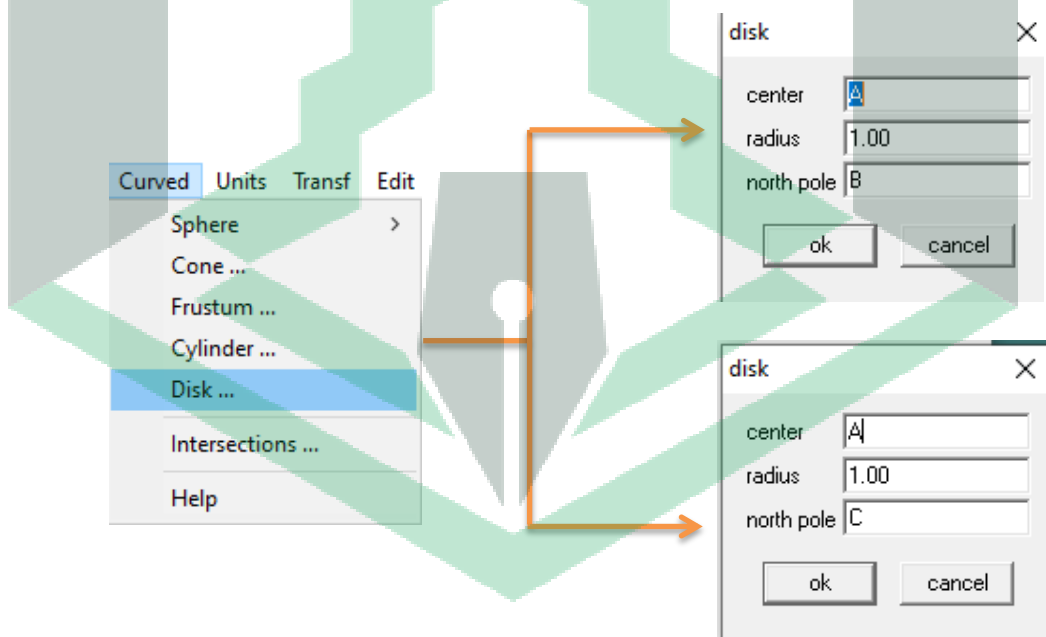 Curved Units Transf Edit
Sphere >
Cone ...
Frustum ...
Cylinder ...
Disk ...
Intersections ...
Help
disk
center A
radius 1.00
north pole B
ok cancel
disk
center A
radius 1.00
north pole C
ok cancel